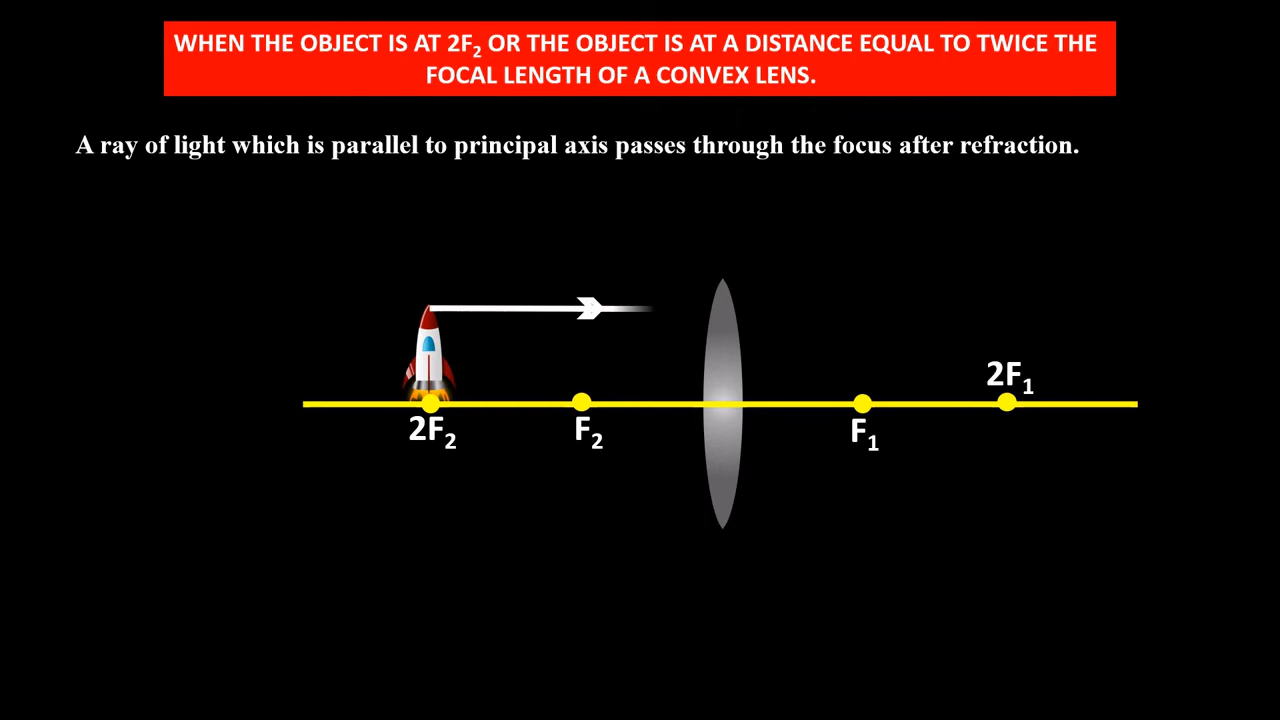 WHEN THE OBJECT IS AT 2F₂ OR THE OBJECT IS AT A DISTANCE EQUAL TO TWICE THE
FOCAL LENGTH OF A CONVEX LENS.
A ray of light which is parallel to principal axis passes through the focus after refraction.
2F₁
2F₂
F₂
F₁